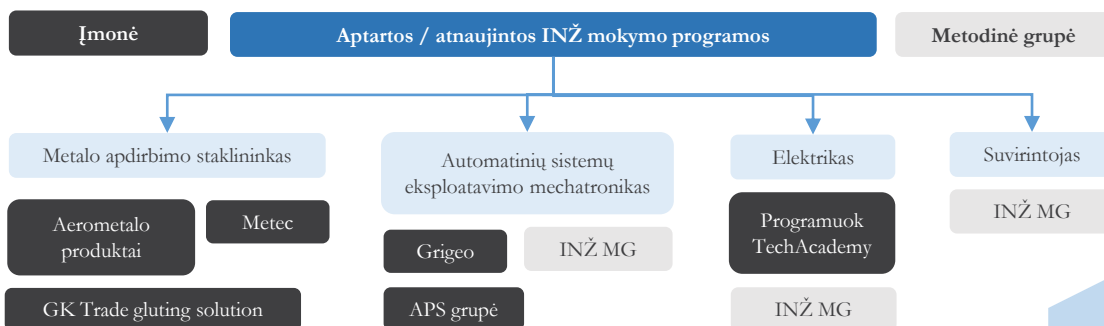 Įmonė
Aptartos / atnaujintos INŽ mokymo programos
Metodinė grupė
Metalo apdirbimo staklininkas
Automatinių sistemų
eksploatavimo mechatronikas
Elektrikas
Suvirintojas
Aerometalo
produktai
Metec
GK Trade gluting solution
Grigeo
INŽ MG
APS grupė
Programuok
TechAcademy
INŽ MG
INŽ MG